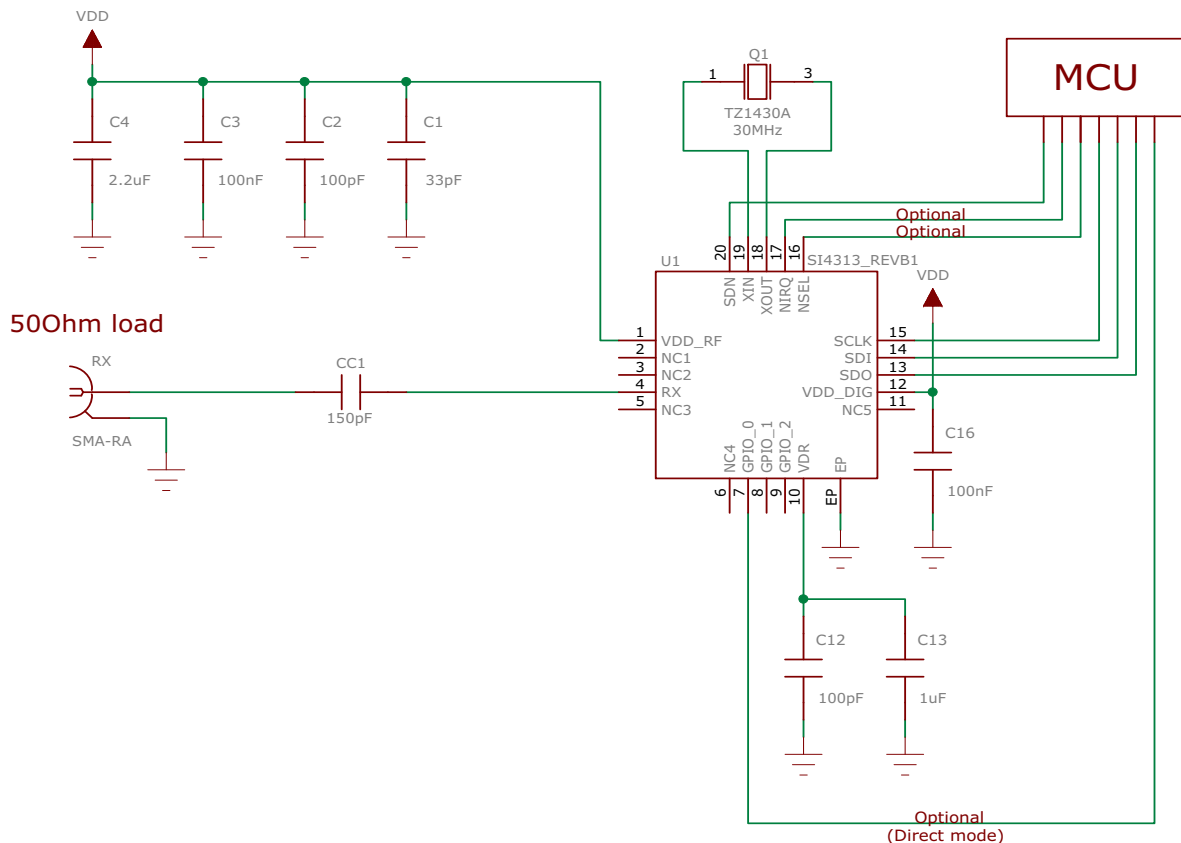 VDD
Q1
1
3
TZ1430A
30MHz
MCU
C4
C3
C2
C1
2.2uF
100nF
100pF
33pF
Optional
Optional
20
19
18
17
16
U1
SI4313_REVB1
SDN
XIN
XOUT
NIRQ
NSEL
VDD
50Ohm load
RX
SMA-RA
CC1
150pF
1
2
3
4
5
VDD_RF
NC1
NC2
RX
NC3
SCLK
SDI
SDO
VDD_DIG
NC5
15
14
13
12
11
C16
100nF
NC4
GPIO_0
GPIO_1
GPIO_2
VDR
EP
6
7
8
9
10
EP
C12
100pF
C13
1uF
Optional
(Direct mode)